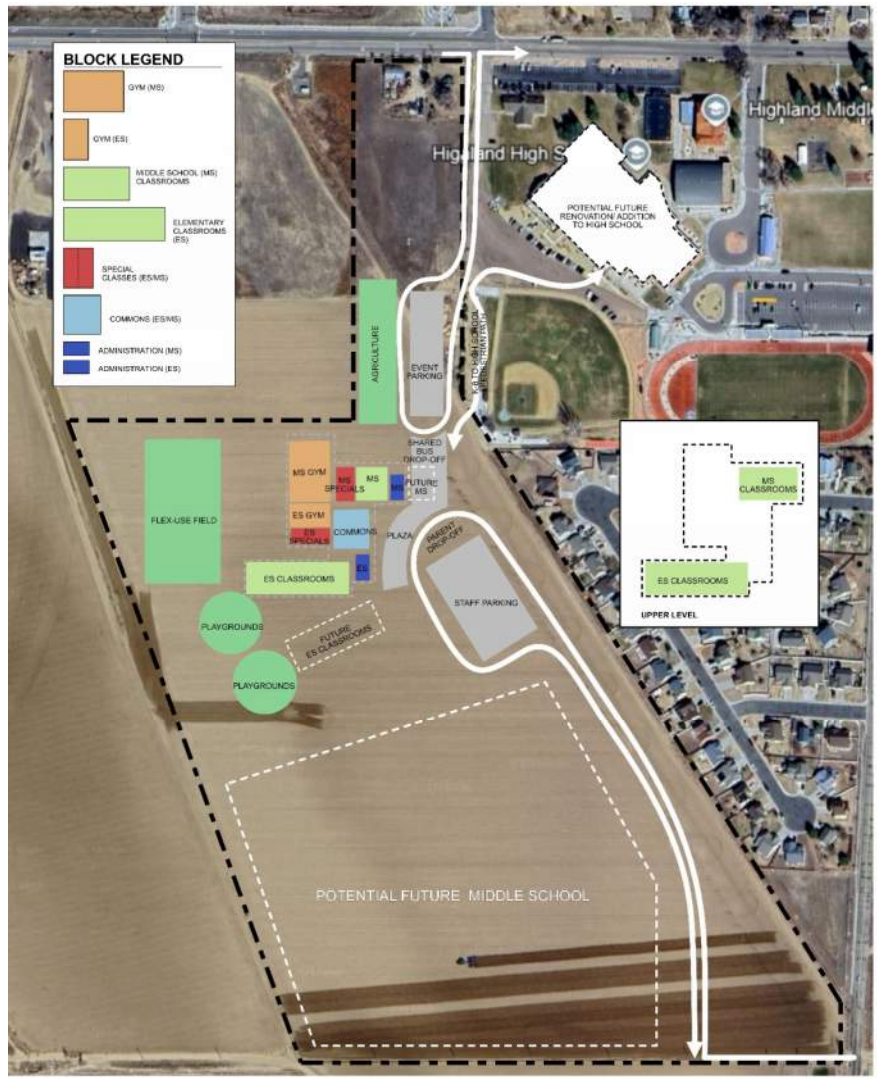 BLOCK LEGEND
GYM (MS)
GYM (ES)
MIDDLE SCHOOL (MS)
CLASSROOMS
ELEMENTARY
CLASSROOMS
(ES)
SPECIAL
CLASSES (ES/MS)
COMMONS (ES/MS)
ADMINISTRATION (MS)
ADMINISTRATION (ES)
Highland Middle
Highland High S
POTENTIAL FUTURE
RENOVATION/ ADDITION
TO HIGH SCHOOL
AGRICULTURE
EVENT
PARKING
K-8 TO HIGH SCHOOL
PEDESTRIAN PATH
SHARED
BUS
DROP-OFF
MS GYM
MS
SPECIALS
MS
MS
FUTURE
MS
FLEX-USE FIELD
ES GYM
ES
SPECIALS
COMMONS
PLAZA
PARENT
DROP-OFF
ES CLASSROOMS
ES
STAFF PARKING
PLAYGROUNDS
FUTURE
ES CLASSROOMS
PLAYGROUNDS
MS
CLASSROOMS
ES CLASSROOMS
UPPER LEVEL
POTENTIAL FUTURE MIDDLE SCHOOL